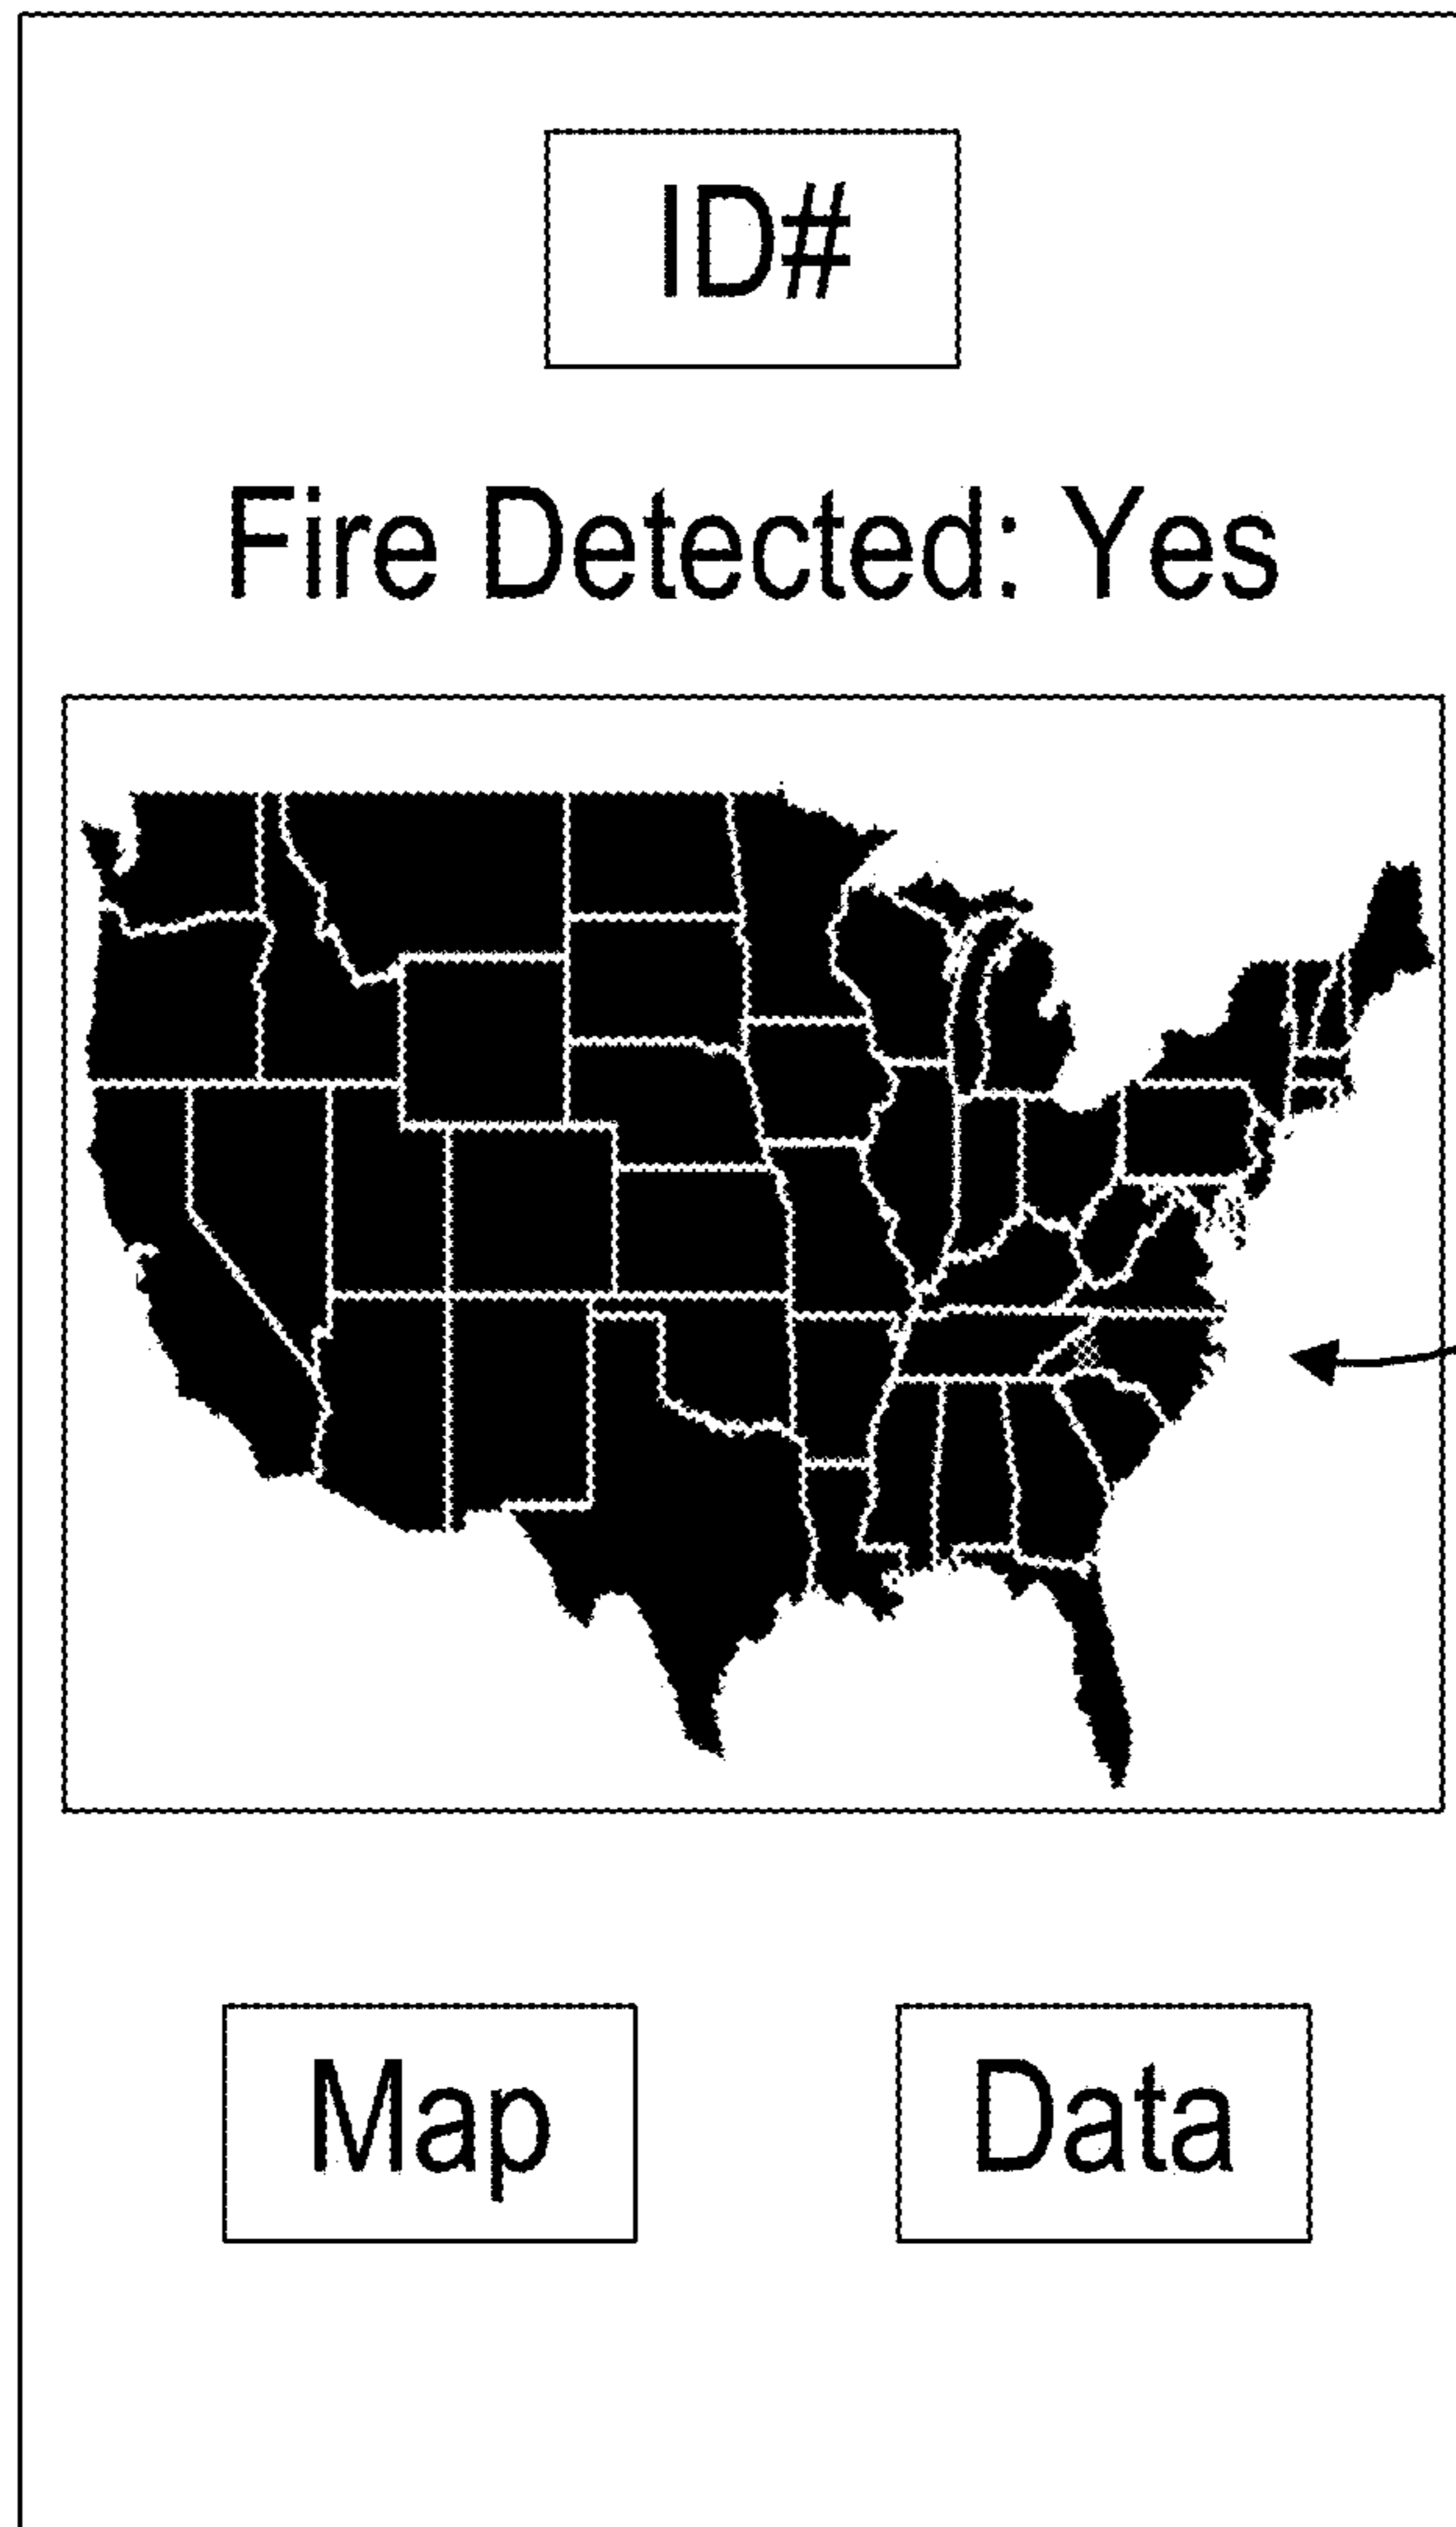 ID#
Fire Detected: Yes
Map
Data